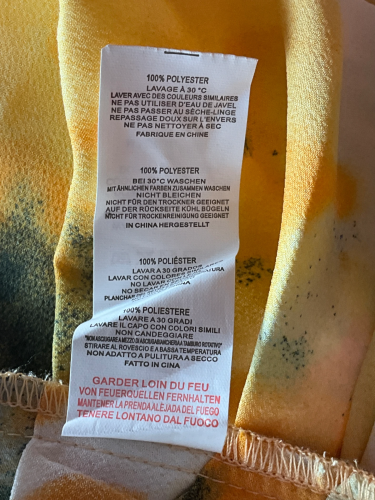 100% POLYESTER
LAVAGE À 30 °C
LAVER AVEC DES COULEURS SIMILAIRES
NE PAS UTILISER D'EAU DE JAVEL
NE PAS PASSER AU SÈCHE-LINGE
REPASSAGE DOUX SUR L'ENVERS
NE PAS NETTOYER À SEC
FABRIQUE EN CHINE
100% POLYESTER
BEI 30°C WASCHEN
MIT ÄHNLICHEN FARBEN ZUSAMMEN WASCHEN
NICHT BLEICHEN
NICHT FÜR DEN TROCKNER GEEIGNET
AUF DER RÜCKSEITE KÜHL BÜGELN
NICHT FÜR TROCKENREINIGUNG GEEIGNET
IN CHINA HERGESTELLT
100% POLIÉSTER
LAVAR A 30 GRADOS
LAVAR CON COLORES
NO LAVAR
NO SECAR
100% POLIESTERE
LAVARE A 30 GRADI
LAVARE IL CAPO CON COLORI SIMILI
NON CANDEGGIARE
STIRARE AL ROVESCIO A BASSA TEMPERATURA
NON ADATTO A PULITURA A SECCO
FATTO IN CINA
GARDER LOIN DU FEU
VON FEUERQUELLEN FERNHALTEN
MANTENER LA PRENDA ALEJADA DEL FUEGO
TENERE LONTANO DAL FUOCO